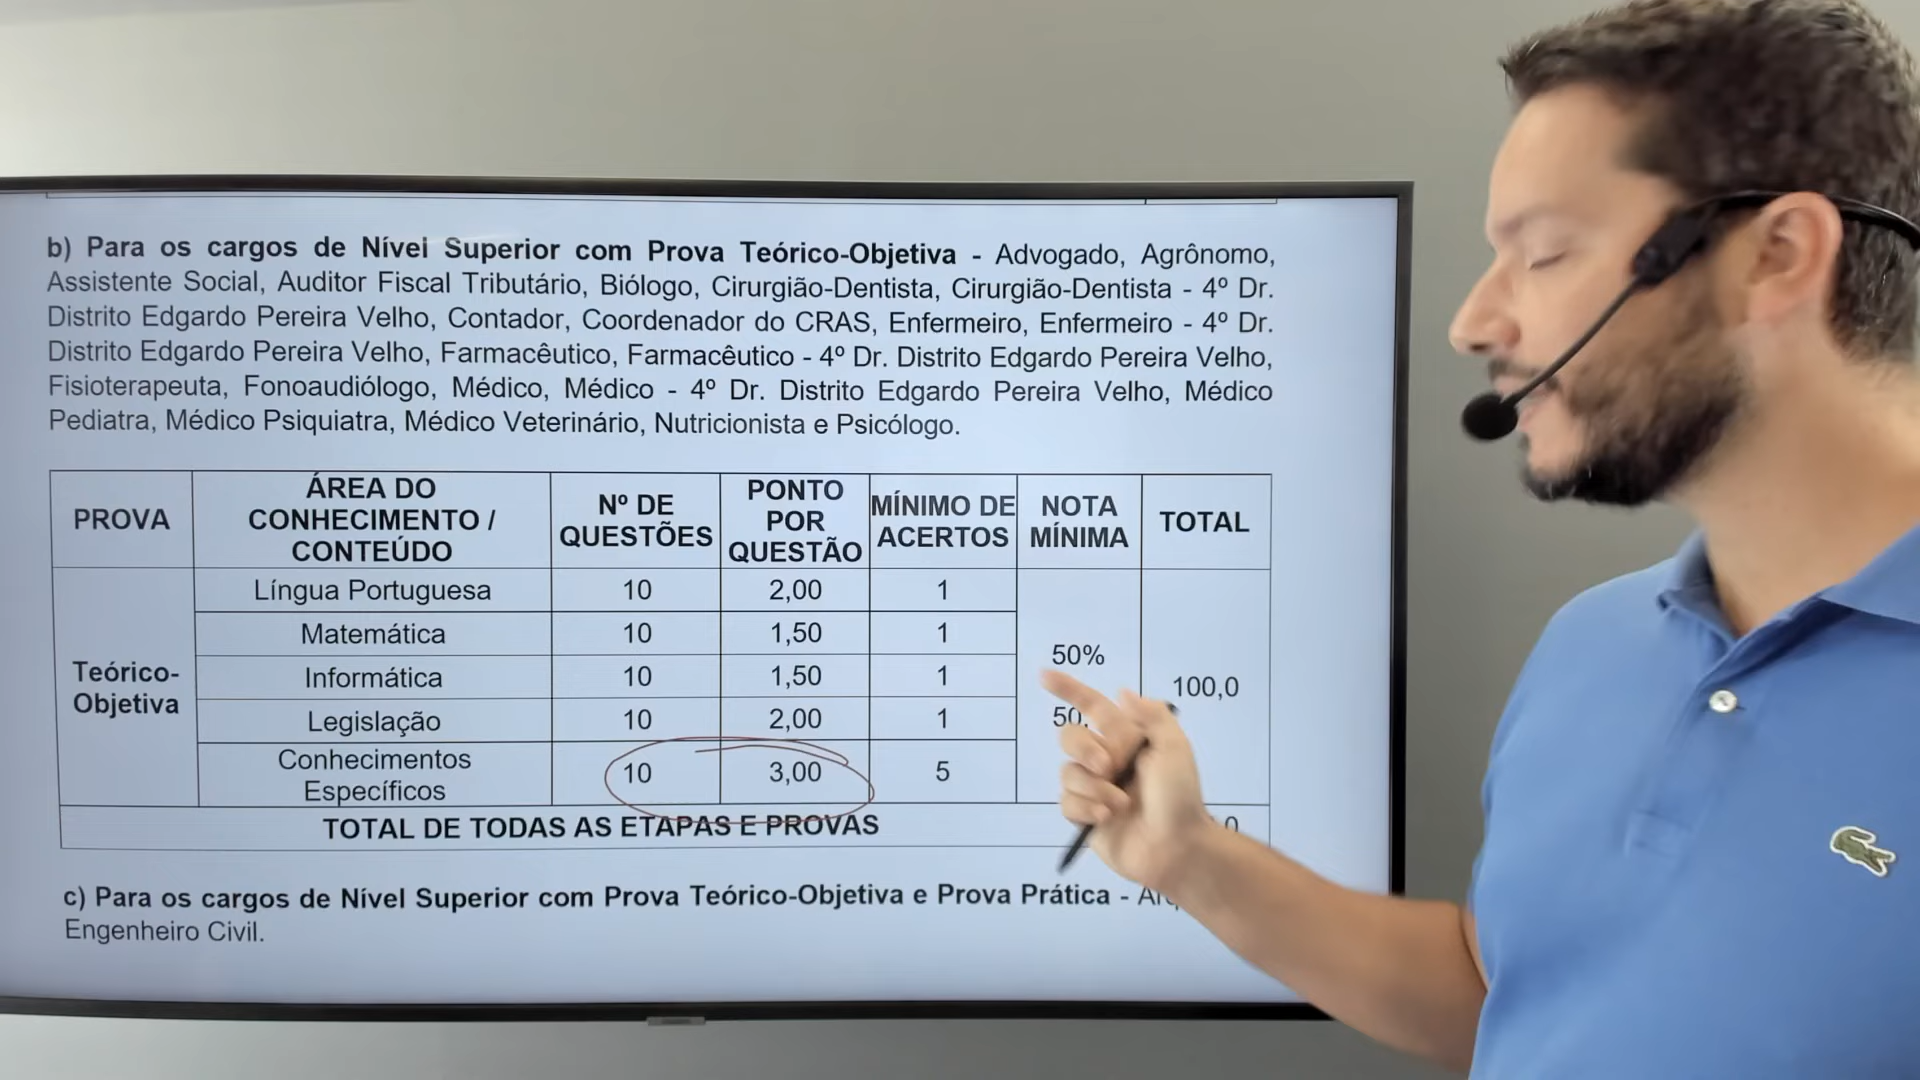 b) Para os cargos de Nível Superior com Prova Teórico-Objetiva - Advogado, Agrônomo,
Assistente Social, Auditor Fiscal Tributário, Biólogo, Cirurgião-Dentista, Cirurgião-Dentista - 4º Dr.
Distrito Edgardo Pereira Velho, Contador, Coordenador do CRAS, Enfermeiro, Enfermeiro - 4º Dr.
Distrito Edgardo Pereira Velho, Farmacêutico, Farmacêutico - 4º Dr. Distrito Edgardo Pereira Velho,
Fisioterapeuta, Fonoaudiólogo, Médico, Médico - 4º Dr. Distrito Edgardo Pereira Velho, Médico
Pediatra, Médico Psiquiatra, Médico Veterinário, Nutricionista e Psicólogo.
PROVA ÁREA DO CONHECIMENTO / CONTEÚDO Nº DE QUESTÕES PONTO POR QUESTÃO MÍNIMO DE ACERTOS NOTA MÍNIMA TOTAL
Teórico-Objetiva
Língua Portuguesa 10 2,00 1
Matemática 10 1,50 1
Informática 10 1,50 1
Legislação 10 2,00 1
Conhecimentos Específicos 10 3,00 5
50%
100,0
TOTAL DE TODAS AS ETAPAS E PROVAS
c) Para os cargos de Nível Superior com Prova Teórico-Objetiva e Prova Prática -
Engenheiro Civil.